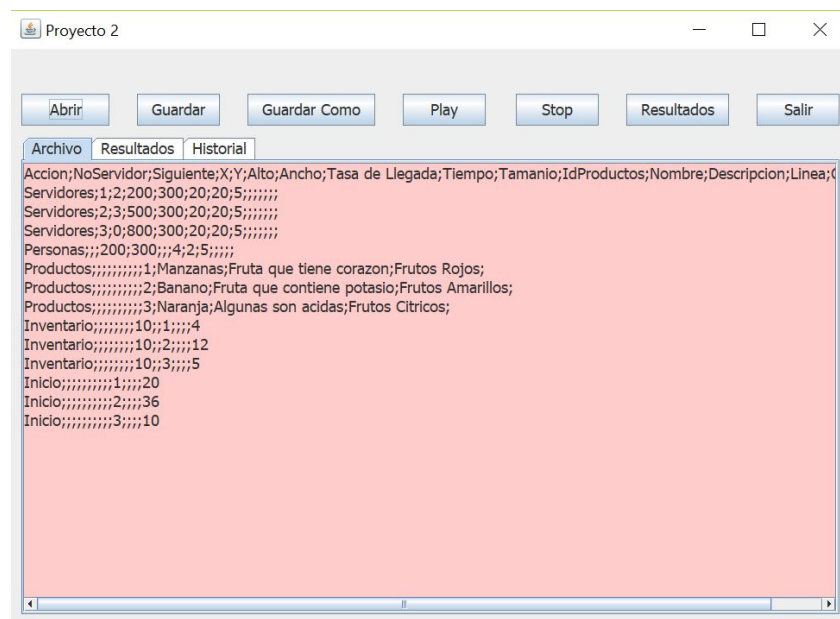 Proyecto 2
Abrir Guardar Guardar Como Play Stop Resultados Salir
Archivo Resultados Historial
Accion;NoServidor;Siguiente;X;Y;Alto;Ancho;Tasa de Llegada;Tiempo;Tamanio;IdProductos;Nombre;Descripcion;Linea;
Servidores;1;2;200;300;20;20;5;;;;;;;
Servidores;2;3;500;300;20;20;5;;;;;;;
Servidores;3;0;800;300;20;20;5;;;;;;;
Personas;;;200;300;;;4;2;5;;;;;
Productos;;;;;;;;;;1;Manzanas;Fruta que tiene corazon;Frutos Rojos;
Productos;;;;;;;;;;2;Banano;Fruta que contiene potasio;Frutos Amarillos;
Productos;;;;;;;;;;3;Naranja;Algunas son acidas;Frutos Citricos;
Inventario;;;;;;;;10;;1;;;;4
Inventario;;;;;;;;10;;2;;;;12
Inventario;;;;;;;;10;;3;;;;5
Inicio;;;;;;;;;;1;;;;20
Inicio;;;;;;;;;;2;;;;36
Inicio;;;;;;;;;;3;;;;10